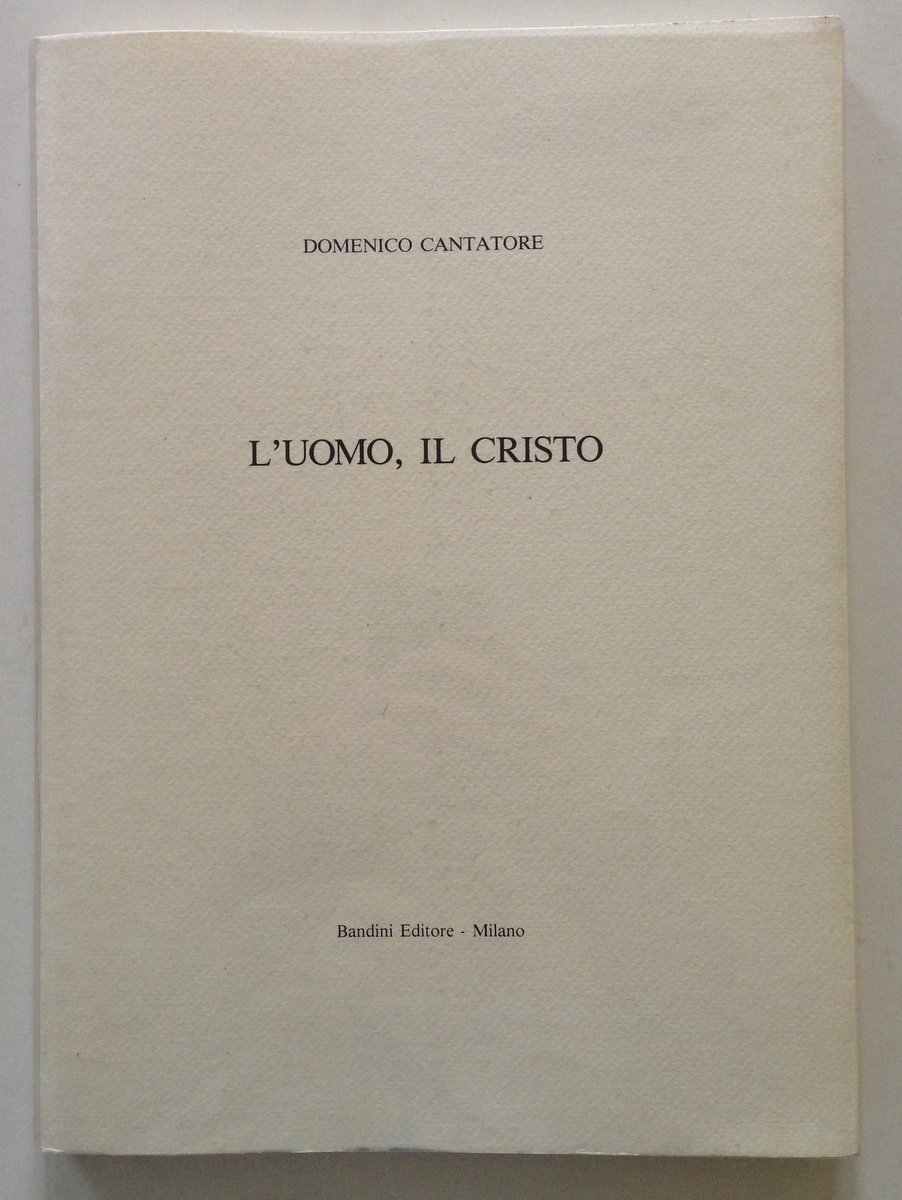 DOMENICO CANTATORE
L'UOMO, IL CRISTO
Bandini Editore - Milano